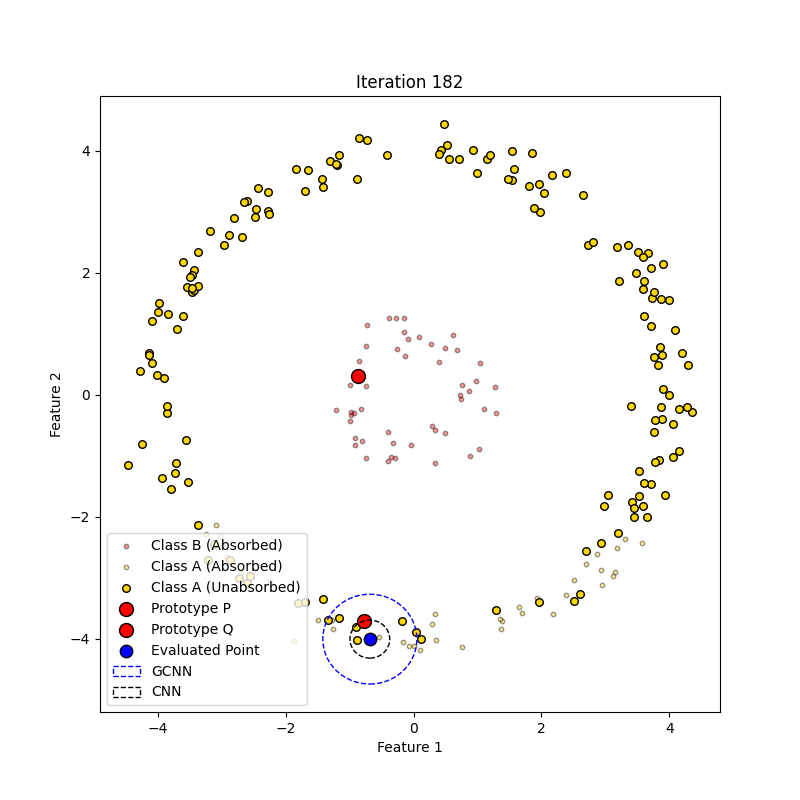 Iteration 182
Feature 2
4
2
0
−2
−4
Class B (Absorbed)
Class A (Absorbed)
Class A (Unabsorbed)
Prototype P
Prototype Q
Evaluated Point
GCNN
CNN
−4
−2
0
2
4
Feature 1